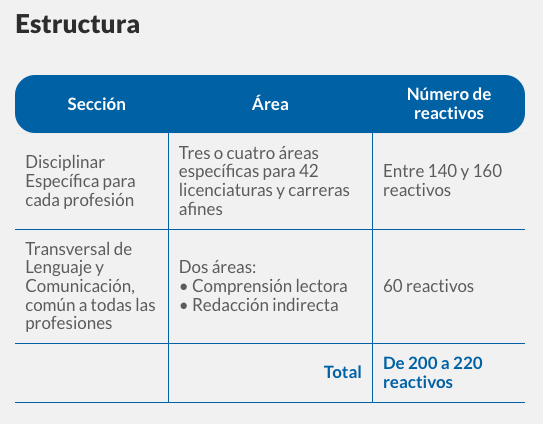 Estructura
Sección
Área
Número de
reactivos
Disciplinar
Específica para
cada profesión
Tres o cuatro áreas
específicas para 42
licenciaturas y carreras
afines
Entre 140 y 160
reactivos
Transversal de
Lenguaje y
Comunicación,
común a todas las
profesiones
Dos áreas:
• Comprensión lectora
• Redacción indirecta
60 reactivos
Total
De 200 a 220
reactivos